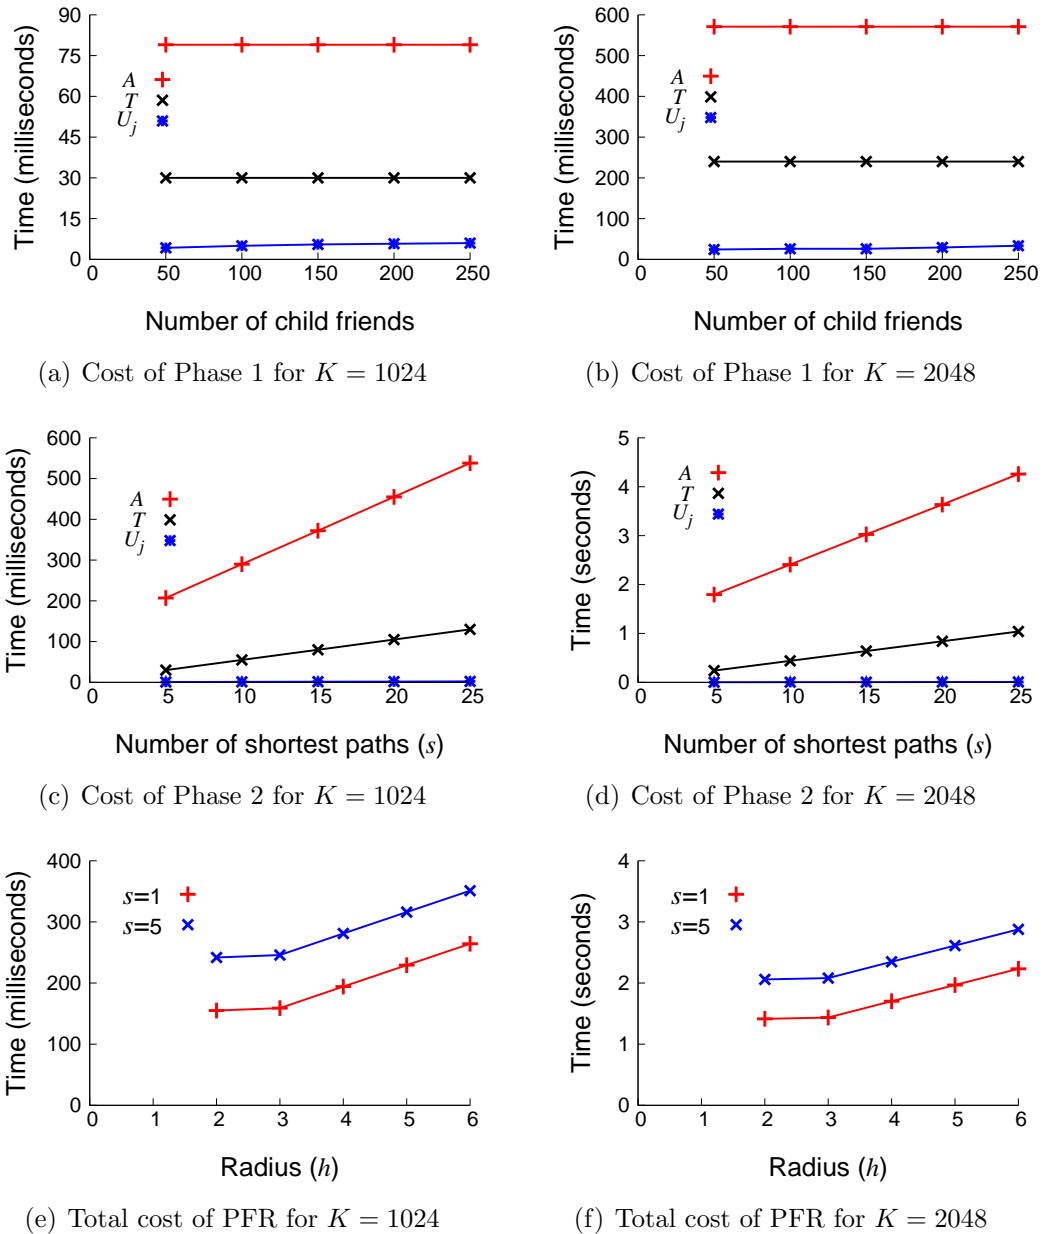 90
75
60
45
30
15
0
Time (milliseconds)
A
T
U_j
0 50 100 150 200 250
Number of child friends
(a) Cost of Phase 1 for K = 1024
600
500
400
300
200
100
0
Time (milliseconds)
A
T
U_j
0 50 100 150 200 250
Number of child friends
(b) Cost of Phase 1 for K = 2048
600
500
400
300
200
100
0
Time (milliseconds)
A
T
U_j
0 5 10 15 20 25
Number of shortest paths (s)
(c) Cost of Phase 2 for K = 1024
5
4
3
2
1
0
Time (seconds)
A
T
U_j
0 5 10 15 20 25
Number of shortest paths (s)
(d) Cost of Phase 2 for K = 2048
400
300
200
100
0
Time (milliseconds)
s=1
s=5
0 1 2 3 4 5 6
Radius (h)
(e) Total cost of PFR for K = 1024
4
3
2
1
0
Time (seconds)
s=1
s=5
0 1 2 3 4 5 6
Radius (h)
(f) Total cost of PFR for K = 2048